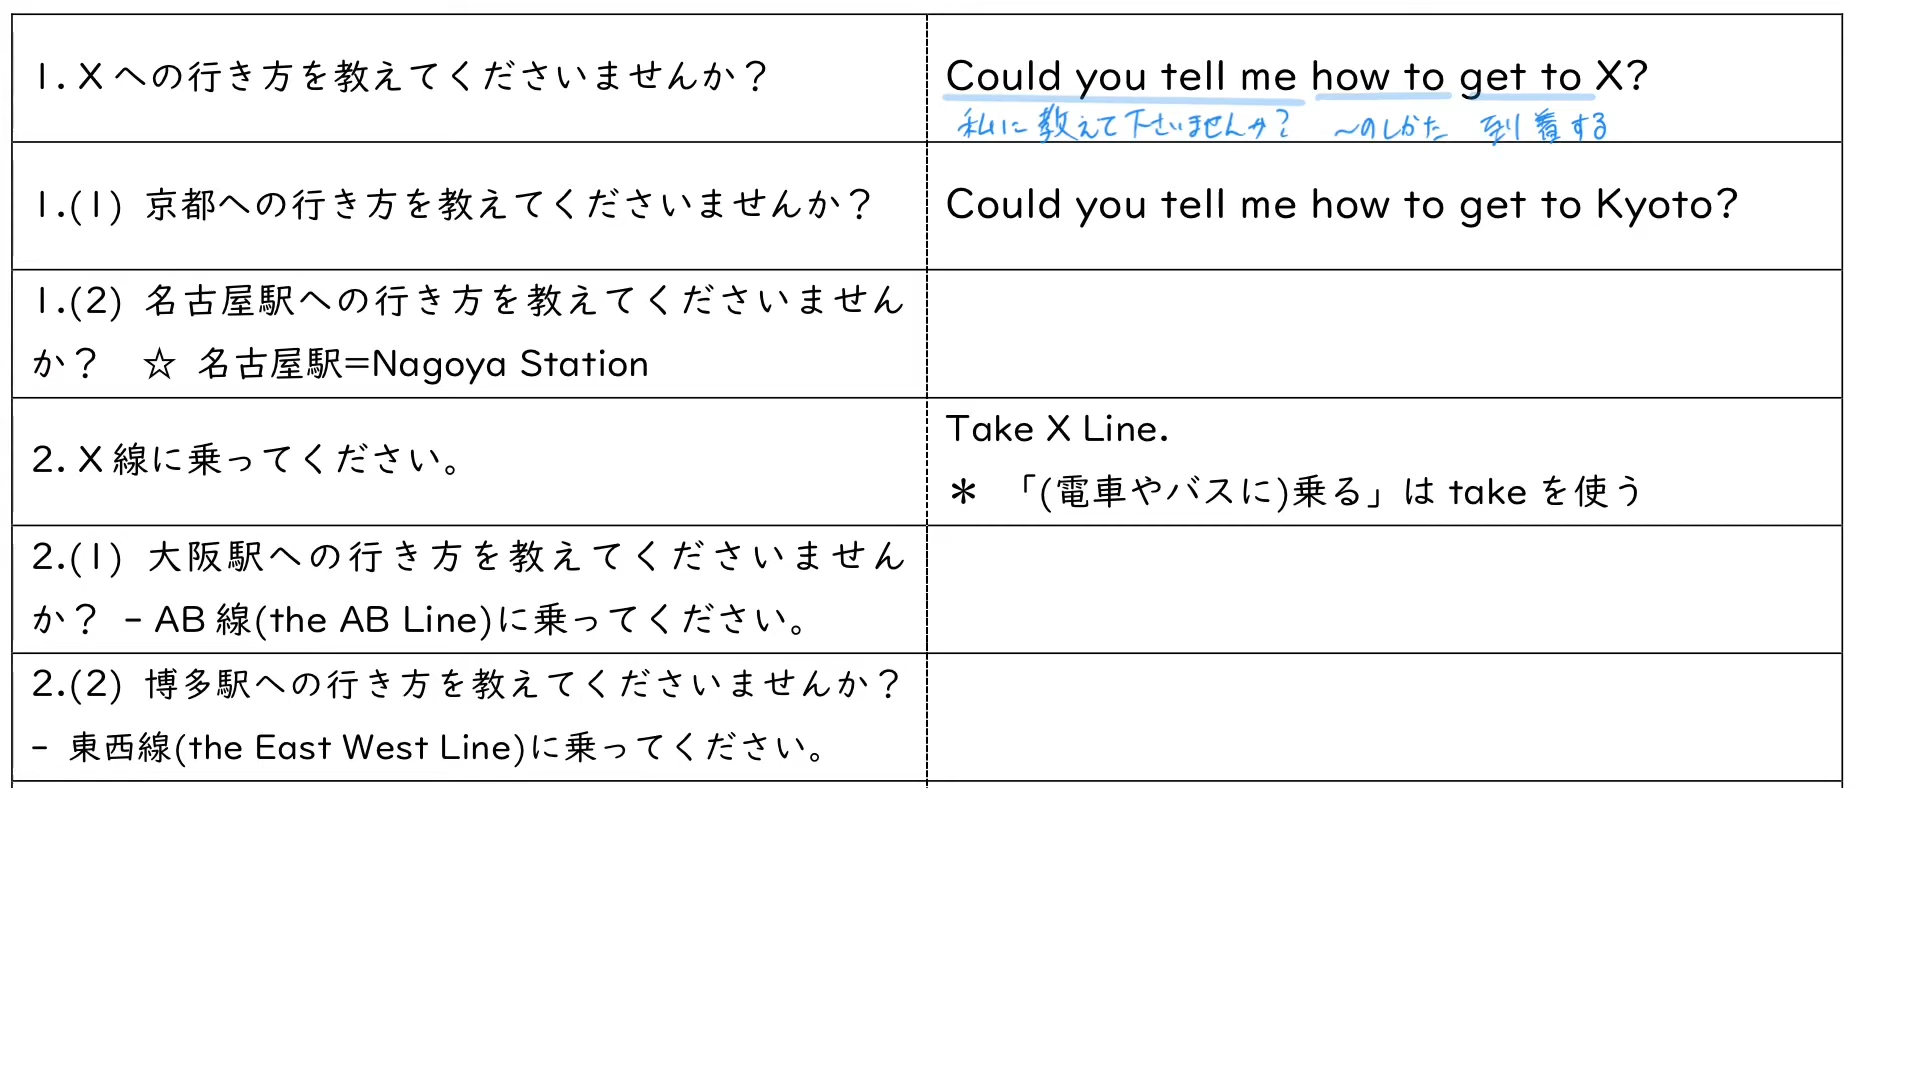 1. X への行き方を教えてくださいませんか？
Could you tell me how to get to X?
私に教えて下さいませんか？ ～のしかた 到着する
1.(1) 京都への行き方を教えてくださいませんか？
Could you tell me how to get to Kyoto?
1.(2) 名古屋駅への行き方を教えてくださいません
か？ ☆ 名古屋駅=Nagoya Station
2. X 線に乗ってください。
Take X Line.
＊ 「(電車やバスに)乗る」は take を使う
2.(1) 大阪駅への行き方を教えてくださいません
か？ - AB 線(the AB Line)に乗ってください。
2.(2) 博多駅への行き方を教えてくださいませんか？
- 東西線(the East West Line)に乗ってください。